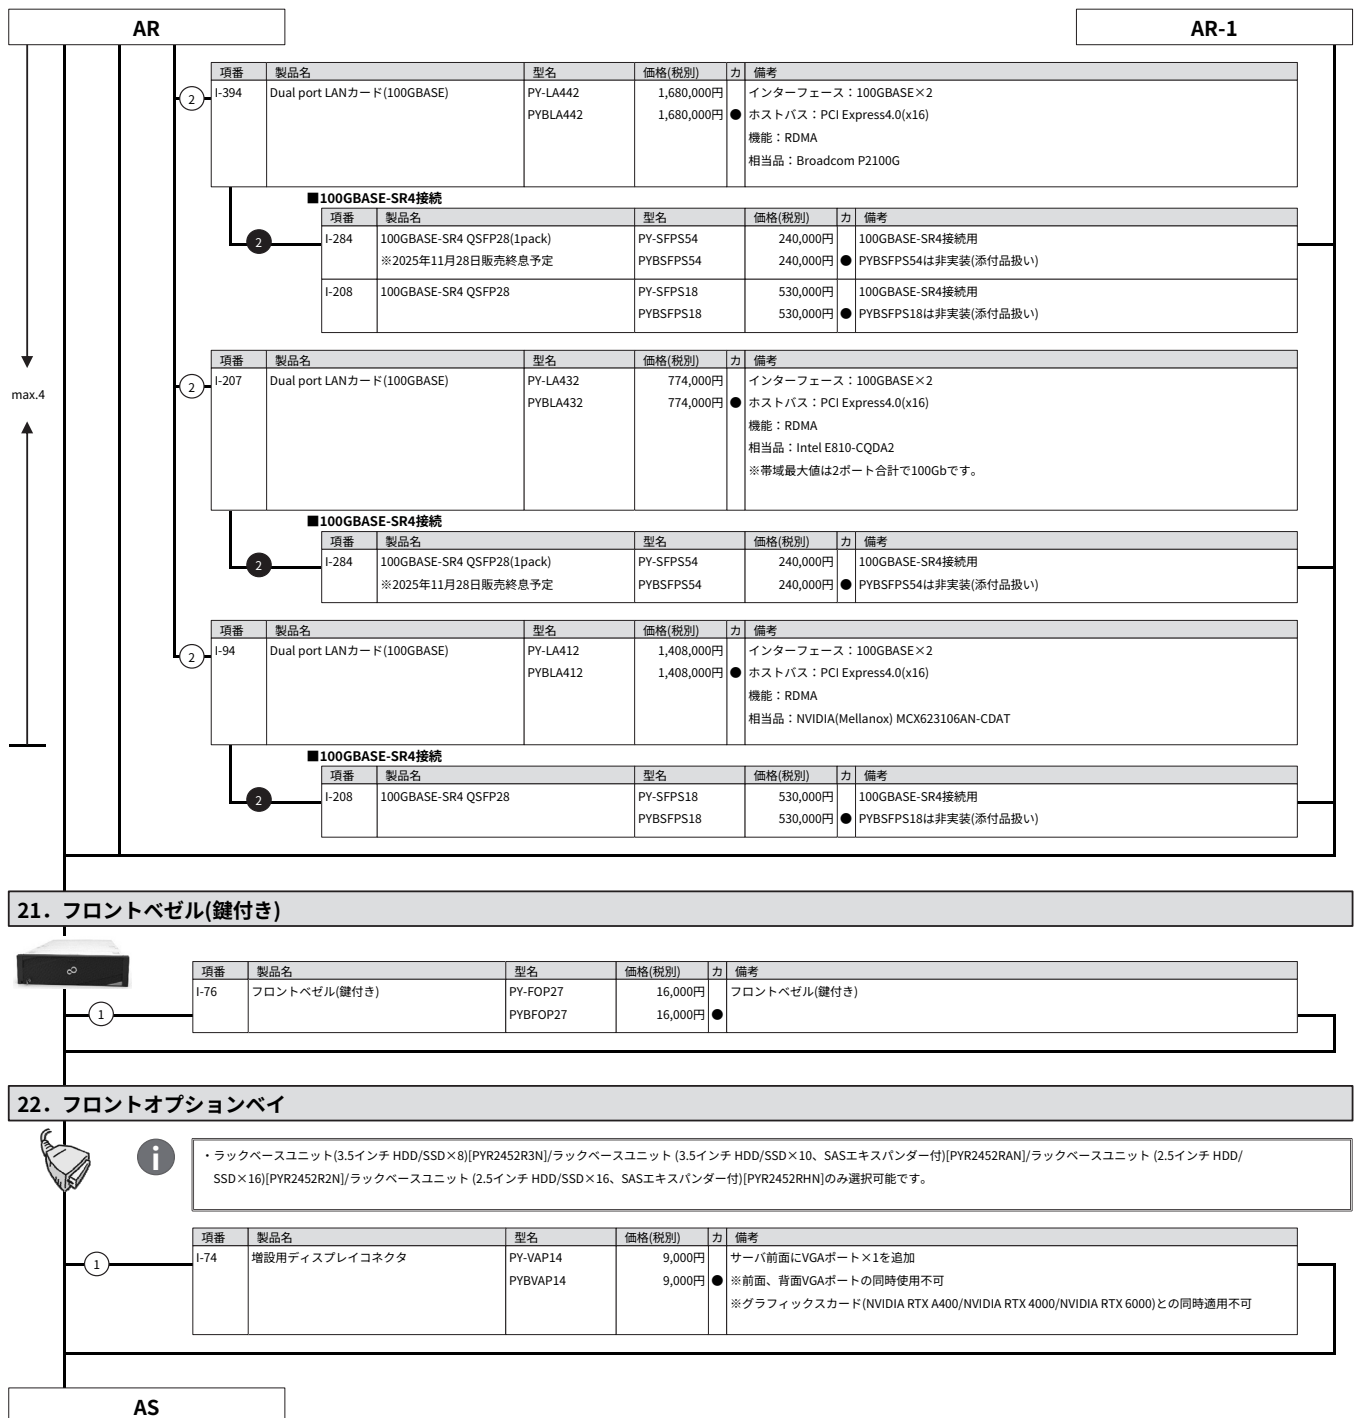 AR
AR-1
項番 製品名 型名 価格(税別) カ 備考
2 I-394 Dual port LANカード(100GBASE) PY-LA442 1,680,000円 インターフェース：100GBASE×2
PYBLA442 1,680,000円 ● ホストバス：PCI Express4.0(x16)
機能：RDMA
相当品：Broadcom P2100G
■100GBASE-SR4接続
項番 製品名 型名 価格(税別) カ 備考
2 I-284 100GBASE-SR4 QSFP28(1pack) PY-SFPS54 240,000円 100GBASE-SR4接続用
※2025年11月28日販売終息予定 PYBSFPS54 240,000円 ● PYBSFPS54は非実装(添付品扱い)
I-208 100GBASE-SR4 QSFP28 PY-SFPS18 530,000円 100GBASE-SR4接続用
PYBSFPS18 530,000円 ● PYBSFPS18は非実装(添付品扱い)
max.4
項番 製品名 型名 価格(税別) カ 備考
2 I-207 Dual port LANカード(100GBASE) PY-LA432 774,000円 インターフェース：100GBASE×2
PYBLA432 774,000円 ● ホストバス：PCI Express4.0(x16)
機能：RDMA
相当品：Intel E810-CQDA2
※帯域最大値は2ポート合計で100Gbです。
■100GBASE-SR4接続
項番 製品名 型名 価格(税別) カ 備考
2 I-284 100GBASE-SR4 QSFP28(1pack) PY-SFPS54 240,000円 100GBASE-SR4接続用
※2025年11月28日販売終息予定 PYBSFPS54 240,000円 ● PYBSFPS54は非実装(添付品扱い)
項番 製品名 型名 価格(税別) カ 備考
2 I-94 Dual port LANカード(100GBASE) PY-LA412 1,408,000円 インターフェース：100GBASE×2
PYBLA412 1,408,000円 ● ホストバス：PCI Express4.0(x16)
機能：RDMA
相当品：NVIDIA(Mellanox) MCX623106AN-CDAT
■100GBASE-SR4接続
項番 製品名 型名 価格(税別) カ 備考
2 I-208 100GBASE-SR4 QSFP28 PY-SFPS18 530,000円 100GBASE-SR4接続用
PYBSFPS18 530,000円 ● PYBSFPS18は非実装(添付品扱い)
21．フロントベゼル(鍵付き)
項番 製品名 型名 価格(税別) カ 備考
1 I-76 フロントベゼル(鍵付き) PY-FOP27 16,000円 フロントベゼル(鍵付き)
PYBFOP27 16,000円 ●
22．フロントオプションベイ
・ラックベースユニット(3.5インチ HDD/SSD×8)[PYR2452R3N]/ラックベースユニット (3.5インチ HDD/SSD×10、SASエキスパンダー付)[PYR2452RAN]/ラックベースユニット (2.5インチ HDD/
SSD×16)[PYR2452R2N]/ラックベースユニット (2.5インチ HDD/SSD×16、SASエキスパンダー付)[PYR2452RHN]のみ選択可能です。
項番 製品名 型名 価格(税別) カ 備考
1 I-74 増設用ディスプレイコネクタ PY-VAP14 9,000円 サーバ前面にVGAポート×1を追加
PYBVAP14 9,000円 ● ※前面、背面VGAポートの同時使用不可
※グラフィックスカード(NVIDIA RTX A400/NVIDIA RTX 4000/NVIDIA RTX 6000)との同時適用不可
AS